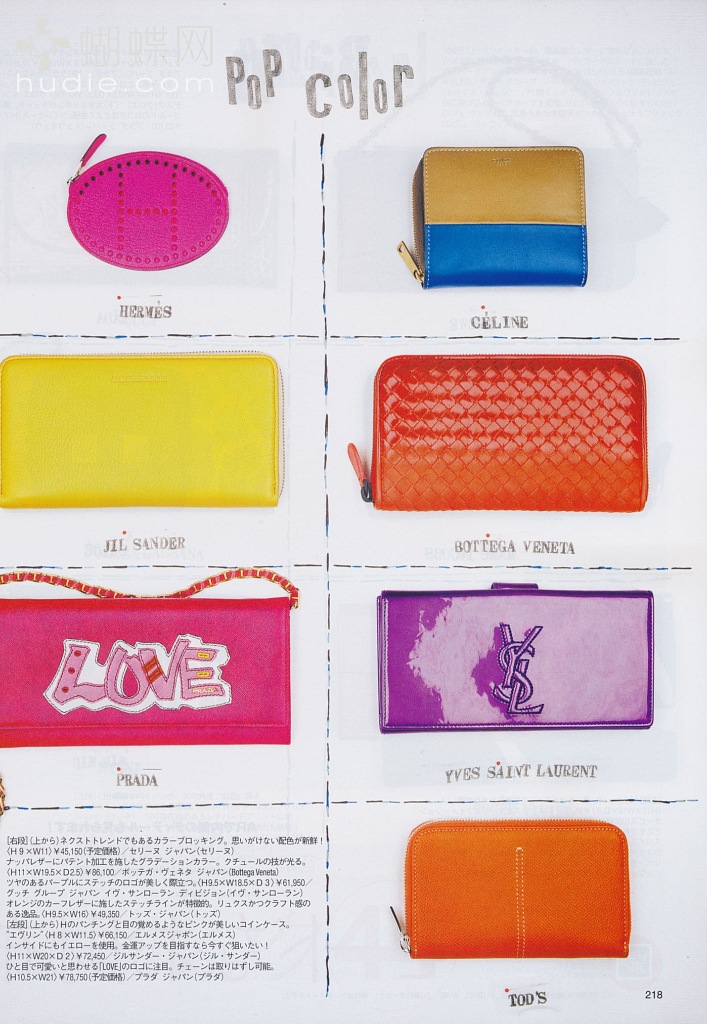 蝴蝶网
hudie.com
POP color
HERMÈS
CÉLINE
JIL SANDER
BOTTEGA VENETA
LOVE
PRADA
YSL
PRADA
YVES SAINT LAURENT
[右段](上から)ネクストトレンドでもあるカラーブロッキング。思いがけない配色が新鮮!
〈H9×W11〉¥45,150(予定価格)/セリーヌ ジャパン(セリーヌ)
ナッパレザーにパテント加工を施したグラデーションカラー。クチュールの技が光る。
〈H11×W19.5×D2.5〉¥86,100/ボッテガ・ヴェネタ ジャパン(Bottega Veneta)
ツヤのあるパープルにステッチのロゴが美しく際立つ。〈H9.5×W18.5×D3〉¥61,950/
グッチ グループ ジャパン イヴ・サンローラン ディビジョン(イヴ・サンローラン)
オレンジのカーフレザーに施したステッチラインが特徴的。リュクスかつクラフト感の
ある逸品。〈H9.5×W16〉¥49,350/トッズ・ジャパン(トッズ)
[左段](上から)Hのパンチングと目の覚めるようなピンクが美しいコインケース。
"エヴリン"〈H8×W11.5〉¥66,150/エルメスジャポン(エルメス)
インサイドにもイエローを使用。金運アップを目指すなら今すぐ狙いたい!
〈H11×W20×D2〉¥72,450/ジルサンダー・ジャパン(ジル・サンダー)
ひと目で可愛いと思わせる「LOVE」のロゴに注目。チェーンは取りはずし可能。
〈H10.5×W21〉¥78,750(予定価格)/プラダ ジャパン(プラダ)
TOD'S
218